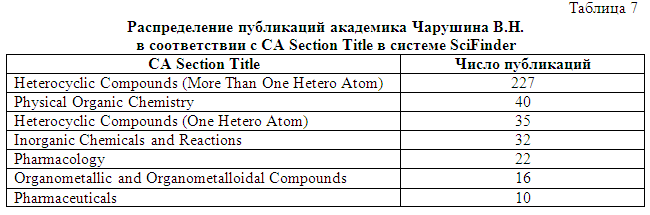 Таблица 7
Распределение публикаций академика Чарушина В.Н.
в соответствии с CA Section Title в системе SciFinder
CA Section Title Число публикаций
Heterocyclic Compounds (More Than One Hetero Atom) 227
Physical Organic Chemistry 40
Heterocyclic Compounds (One Hetero Atom) 35
Inorganic Chemicals and Reactions 32
Pharmacology 22
Organometallic and Organometalloidal Compounds 16
Pharmaceuticals 10